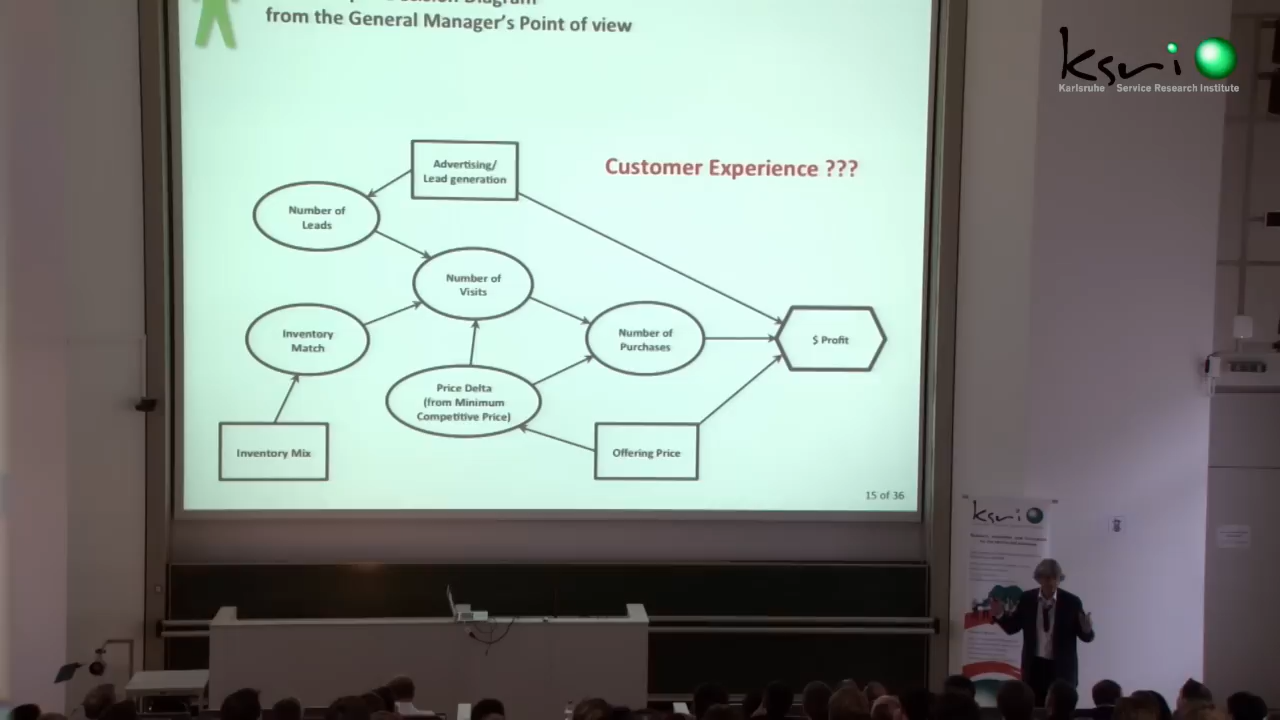 Diagram
from the General Manager's Point of view
ksri
Karlsruhe Service Research Institute
Advertising/
Lead generation
Customer Experience ???
Number of
Leads
Number of
Visits
Inventory
Match
Number of
Purchases
$ Profit
Price Delta
(from Minimum
Competitive Price)
Inventory Mix
Offering Price
15 of 36
ksri